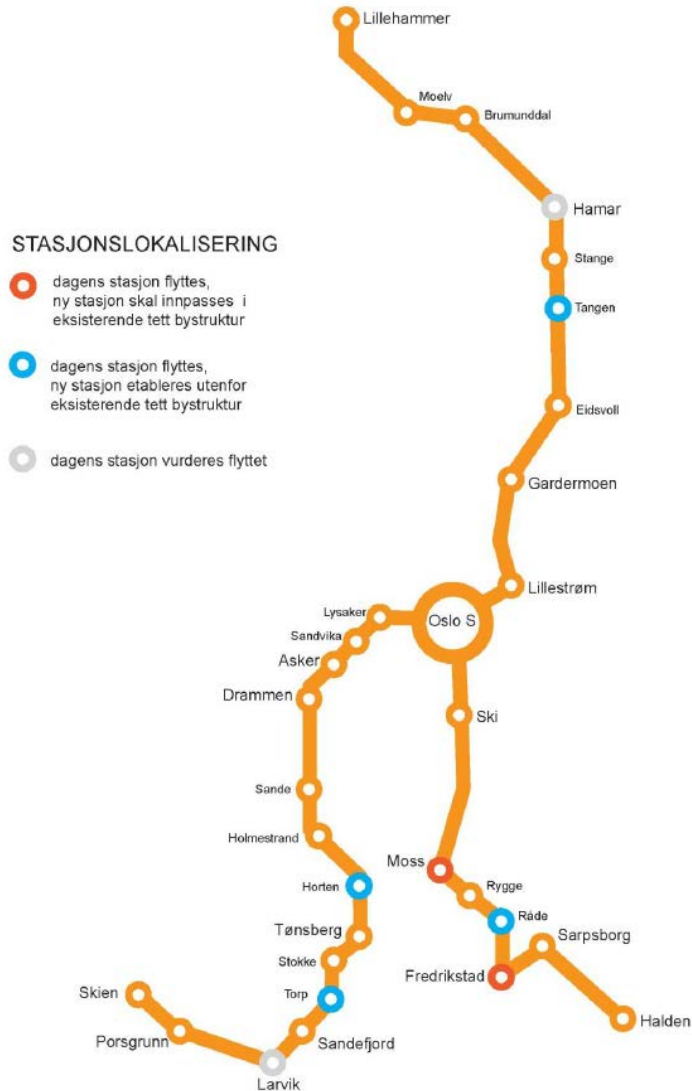 Lillehammer
Moelv
Brumunddal
Hamar
STASJONSLOKALISERING
dagens stasjon flyttes,
ny stasjon skal innpasses i
eksisterende tett bystruktur
dagens stasjon flyttes,
ny stasjon etableres utenfor
eksisterende tett bystruktur
dagens stasjon vurderes flyttet
Stange
Tangen
Eidsvoll
Gardermoen
Lillestrøm
Oslo S
Lysaker
Sandvika
Asker
Drammen
Ski
Sande
Holmestrand
Moss
Horten
Rygge
Råde
Tønsberg
Sarpsborg
Stokke
Fredrikstad
Skien
Torp
Halden
Porsgrunn
Sandefjord
Larvik